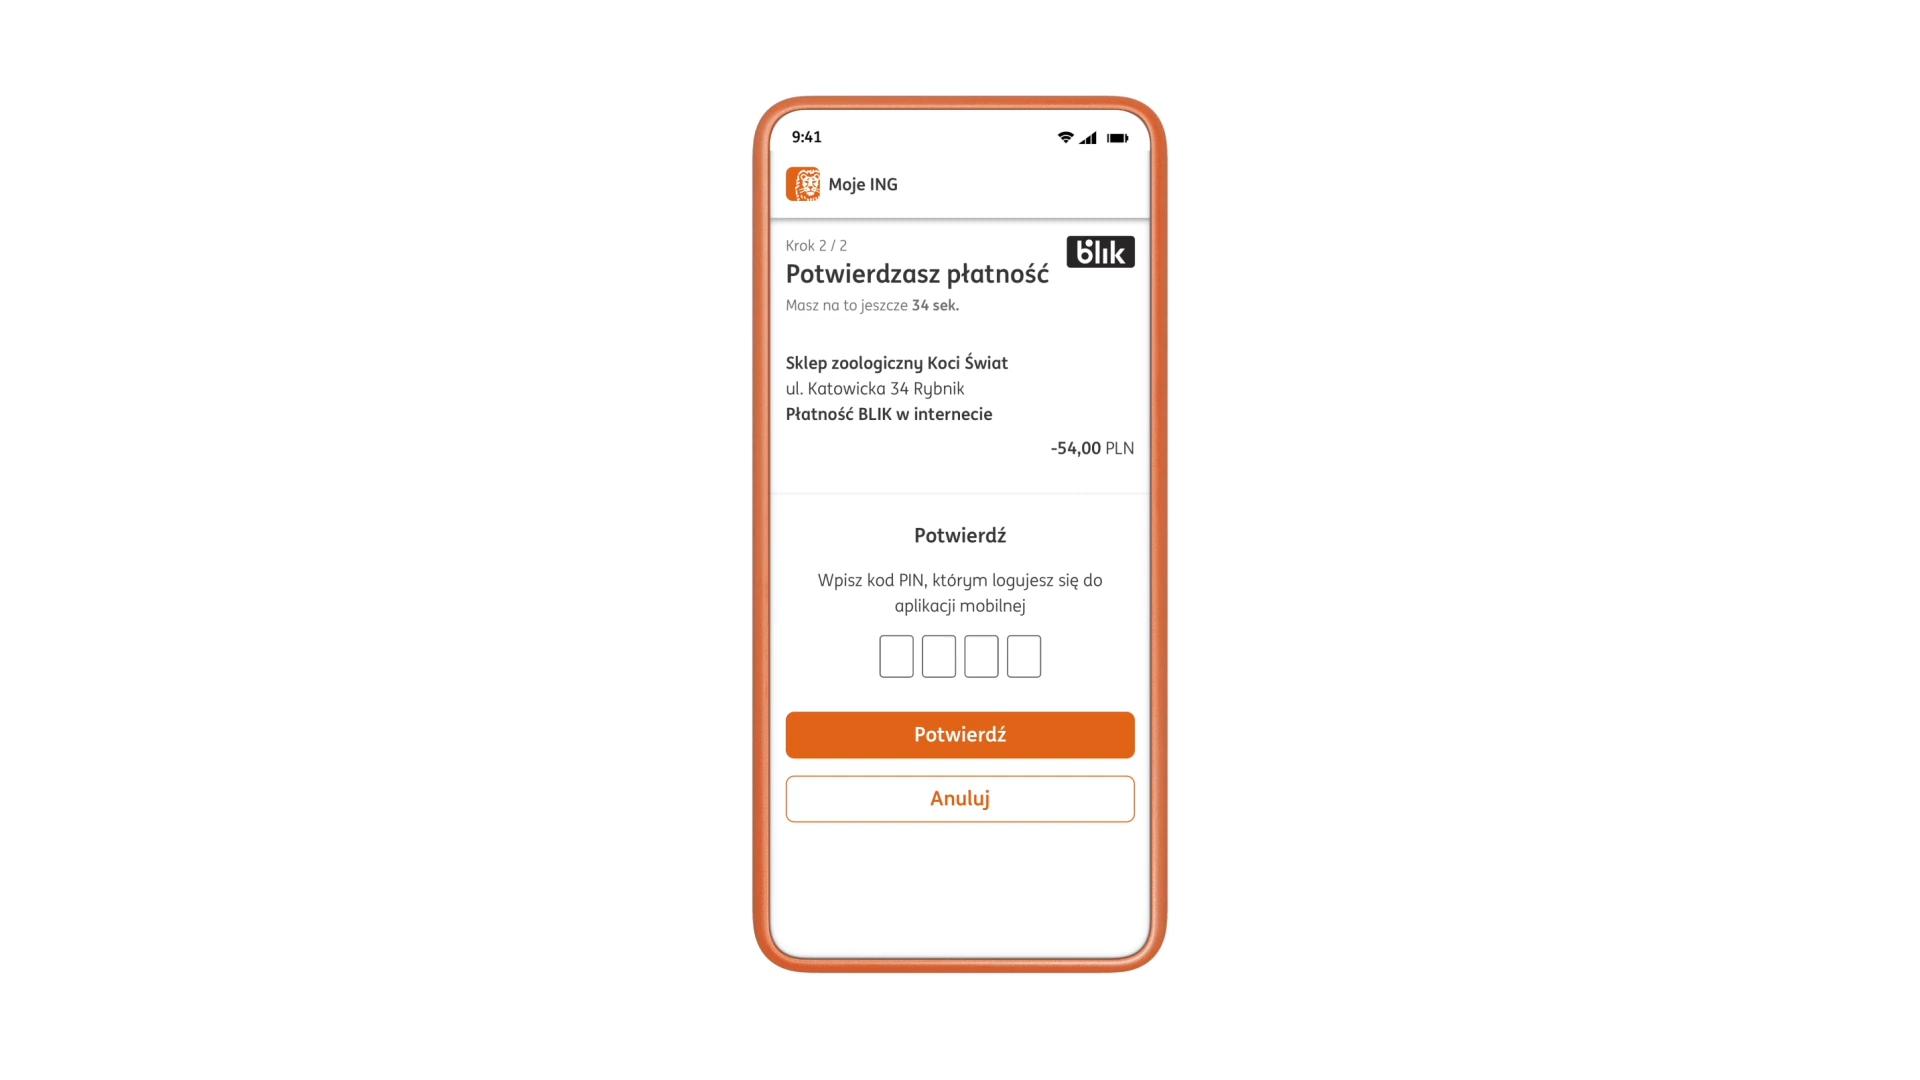 9:41
Moje ING
Krok 2 / 2
blik
Potwierdzasz płatność
Masz na to jeszcze 34 sek.
Sklep zoologiczny Koci Świat
ul. Katowicka 34 Rybnik
Płatność BLIK w internecie
-54,00 PLN
Potwierdź
Wpisz kod PIN, którym logujesz się do
aplikacji mobilnej
Potwierdź
Anuluj